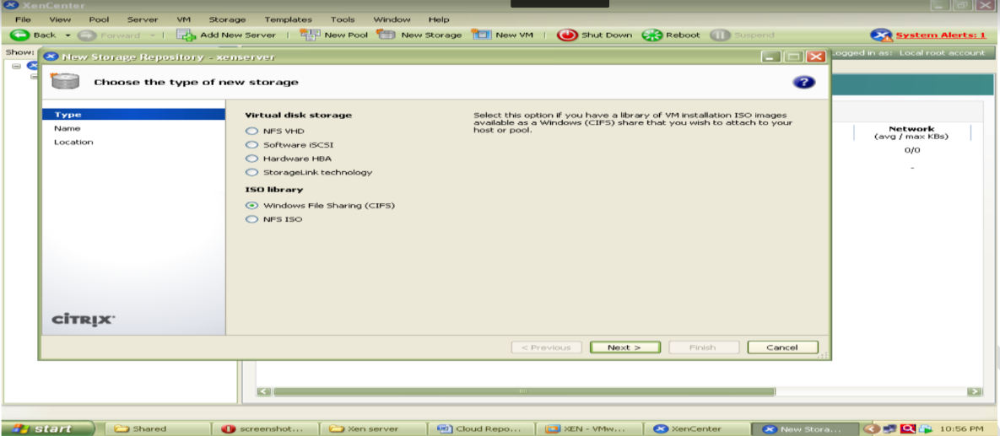 XenCenter
File View Pool Server VM Storage Templates Tools Window Help
Back Forward Add New Server New Pool New Storage New VM Shut Down Reboot Suspend System Alerts: 1
Show:
New Storage Repository - xenserver
ogged in as: Local root account
Choose the type of new storage
Type
Name
Location
Virtual disk storage
NFS VHD
Software iSCSI
Hardware HBA
StorageLink technology
ISO library
Windows File Sharing (CIFS)
NFS ISO
Select this option if you have a library of VM installation ISO images
available as a Windows (CIFS) share that you wish to attach to your
host or pool.
Network
(avg / max KBs)
0/0
-
CİTRIX
< Previous Next > Finish Cancel
start Shared screenshot... Xen server Cloud Repo... XEN - VMw... XenCenter New Stora... 10:56 PM